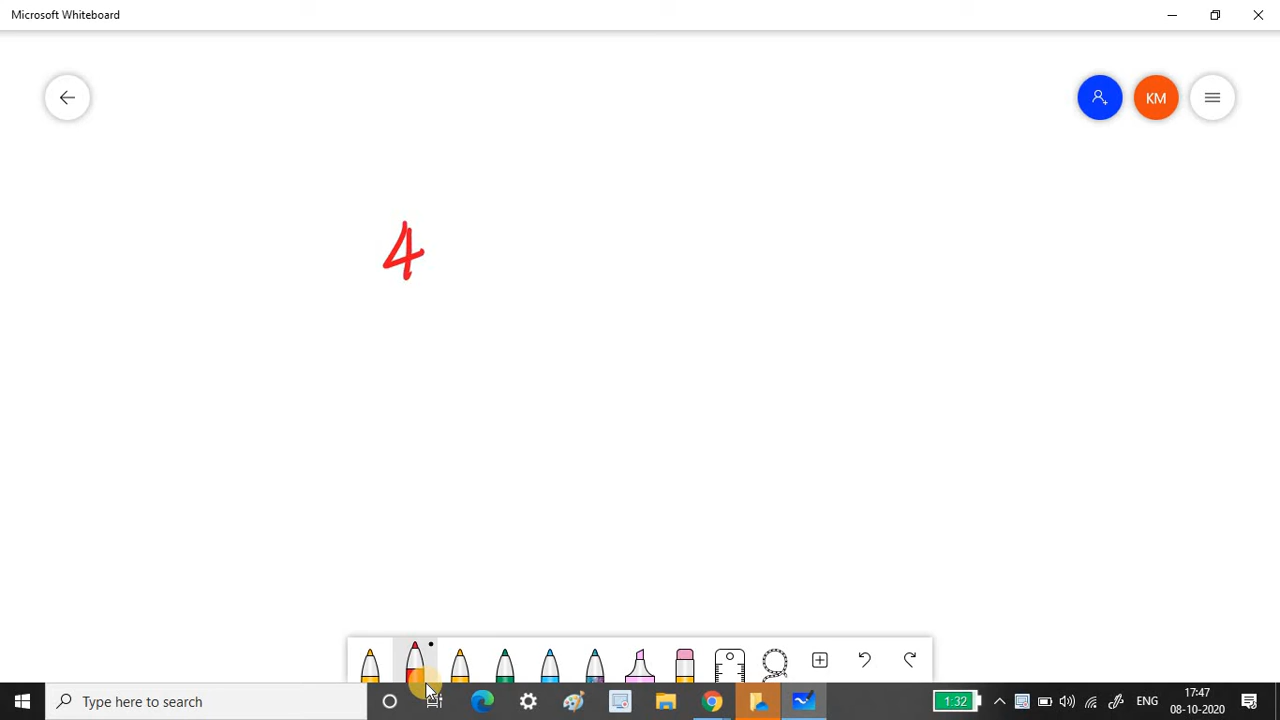 Microsoft Whiteboard
KM
4
Type here to search
1:32
ENG
17:47
08-10-2020